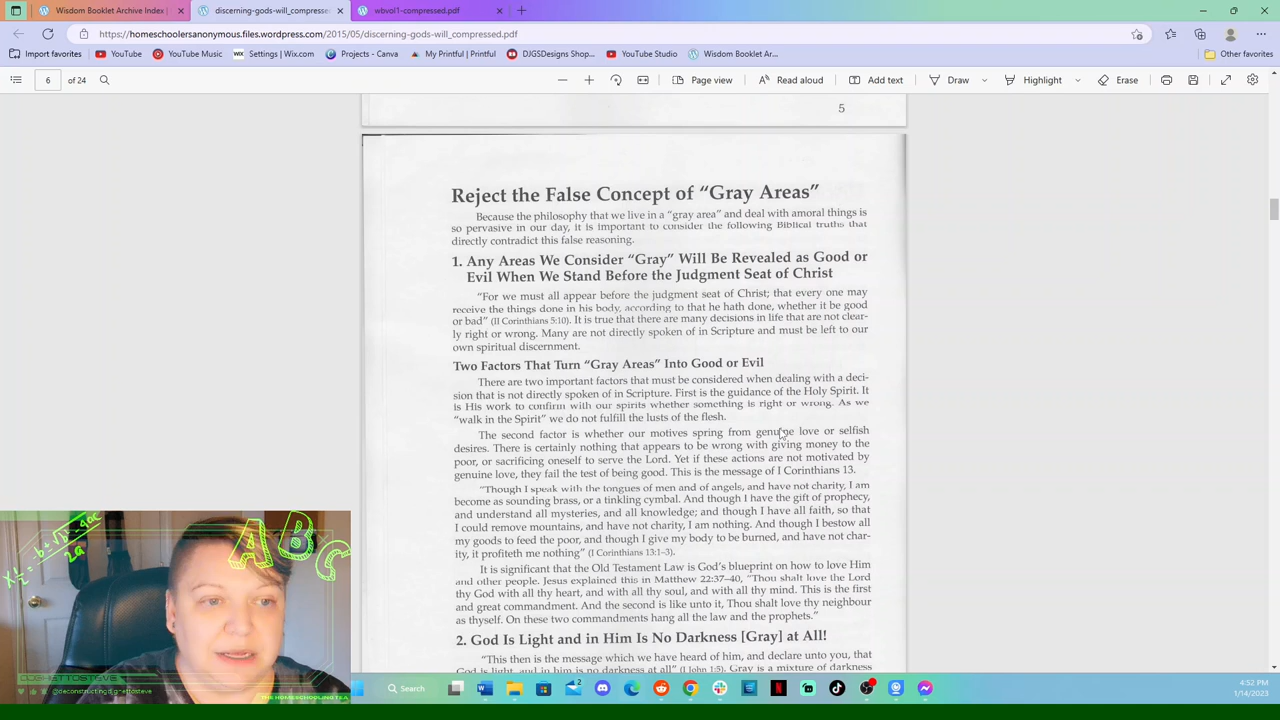 Wisdom Booklet Archive Index |
discerning-gods-will_compressed
wbvol1-compressed.pdf
https://homeschoolersanonymous.files.wordpress.com/2015/05/discerning-gods-will_compressed.pdf
Import favorites
YouTube
YouTube Music
Settings | Wix.com
Projects - Canva
My Printful | Printful
DJGSDesigns Shop...
YouTube Studio
Wisdom Booklet Ar...
Other favorites
6 of 24
Page view
Read aloud
Add text
Draw
Highlight
Erase
5
Reject the False Concept of “Gray Areas”
Because the philosophy that we live in a “gray area” and deal with amoral things is
so pervasive in our day, it is important to consider the following Biblical truths that
directly contradict this false reasoning.
1. Any Areas We Consider “Gray” Will Be Revealed as Good or
Evil When We Stand Before the Judgment Seat of Christ
“For we must all appear before the judgment seat of Christ; that every one may
receive the things done in his body, according to that he hath done, whether it be good
or bad” (II Corinthians 5:10). It is true that there are many decisions in life that are not clear-
ly right or wrong. Many are not directly spoken of in Scripture and must be left to our
own spiritual discernment.
Two Factors That Turn “Gray Areas” Into Good or Evil
There are two important factors that must be considered when dealing with a deci-
sion that is not directly spoken of in Scripture. First is the guidance of the Holy Spirit. It
is His work to confirm with our spirits whether something is right or wrong. As we
“walk in the Spirit” we do not fulfill the lusts of the flesh.
The second factor is whether our motives spring from genuine love or selfish
desires. There is certainly nothing that appears to be wrong with giving money to the
poor, or sacrificing oneself to serve the Lord. Yet if these actions are not motivated by
genuine love, they fail the test of being good. This is the message of I Corinthians 13.
“Though I speak with the tongues of men and of angels, and have not charity, I am
become as sounding brass, or a tinkling cymbal. And though I have the gift of prophecy,
and understand all mysteries, and all knowledge; and though I have all faith, so that
I could remove mountains, and have not charity, I am nothing. And though I bestow all
my goods to feed the poor, and though I give my body to be burned, and have not char-
ity, it profiteth me nothing” (I Corinthians 13:1–3).
It is significant that the Old Testament Law is God's blueprint on how to love Him
and other people. Jesus explained this in Matthew 22:37–40, “Thou shalt love the Lord
thy God with all thy heart, and with all thy soul, and with all thy mind. This is the first
and great commandment. And the second is like unto it, Thou shalt love thy neighbour
as thyself. On these two commandments hang all the law and the prophets.”
2. God Is Light and in Him Is No Darkness [Gray] at All!
“This then is the message which we have heard of him, and declare unto you, that
God is light, and in him is no darkness at all” (I John 1:5). Gray is a mixture of darkness
ABC
2a
@deconstructingdjghettosteve
Search
4:52 PM
1/14/2023